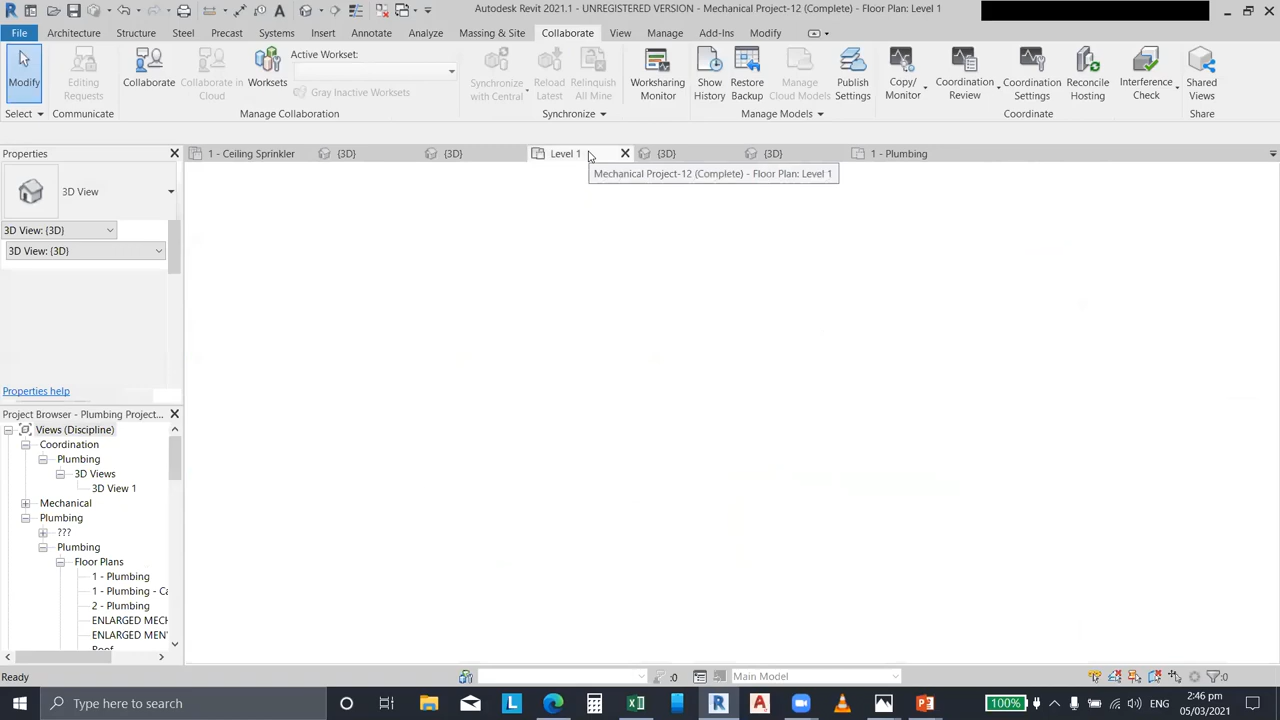 Autodesk Revit 2021.1 - UNREGISTERED VERSION - Mechanical Project-12 (Complete) - Floor Plan: Level 1
File Architecture Structure Steel Precast Systems Insert Annotate Analyze Massing & Site Collaborate View Manage Add-Ins Modify
Modify
Editing Requests
Collaborate
Collaborate in Cloud
Worksets
Active Workset:
Gray Inactive Worksets
Synchronize with Central
Reload Latest
Relinquish All Mine
Worksharing Monitor
Show History
Restore Backup
Manage Cloud Models
Publish Settings
Copy/ Monitor
Coordination Review
Coordination Settings
Reconcile Hosting
Interference Check
Shared Views
Select Communicate Manage Collaboration Synchronize Manage Models Coordinate Share
Properties
1 - Ceiling Sprinkler {3D} {3D} Level 1 {3D} {3D} 1 - Plumbing
Mechanical Project-12 (Complete) - Floor Plan: Level 1
3D View
3D View: {3D}
3D View: {3D}
Properties help
Project Browser - Plumbing Project...
Views (Discipline)
Coordination
Plumbing
3D Views
3D View 1
Mechanical
Plumbing
???
Plumbing
Floor Plans
1 - Plumbing
1 - Plumbing - Ca
2 - Plumbing
ENLARGED MECH
ENLARGED MEN
Roof
Ready
:0
Main Model
:0
Type here to search
100%
ENG
2:46 pm
05/03/2021